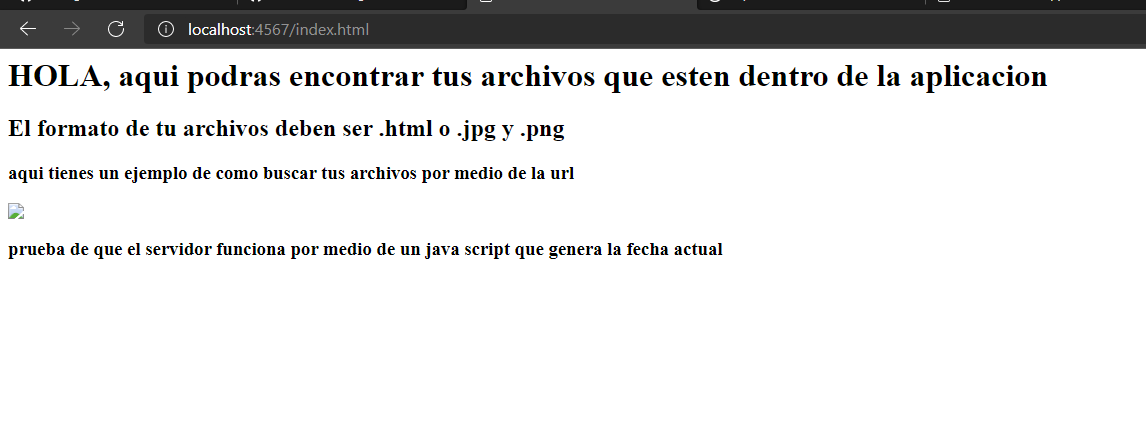 localhost:4567/index.html
HOLA, aqui podras encontrar tus archivos que esten dentro de la aplicacion
El formato de tu archivos deben ser .html o .jpg y .png
aqui tienes un ejemplo de como buscar tus archivos por medio de la url
prueba de que el servidor funciona por medio de un java script que genera la fecha actual